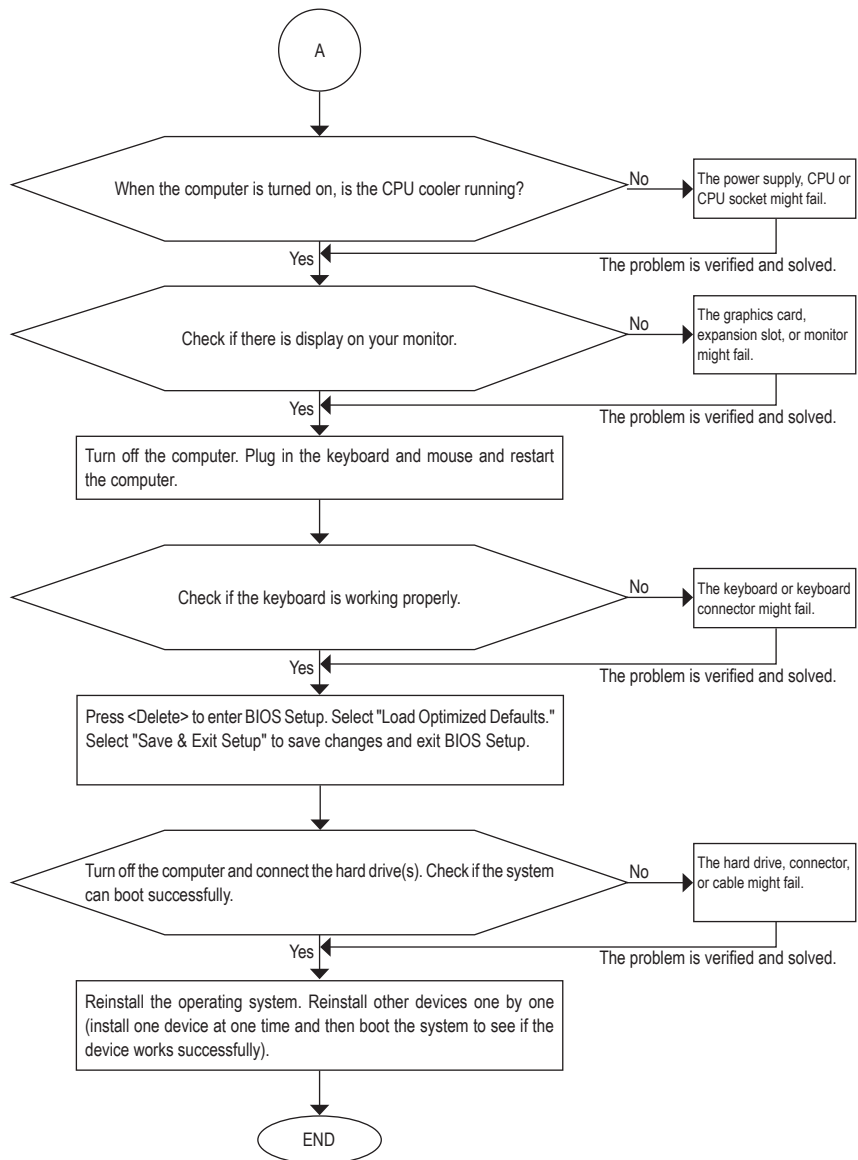 A
When the computer is turned on, is the CPU cooler running?
No
The power supply, CPU or
CPU socket might fail.
Yes
The problem is verified and solved.
Check if there is display on your monitor.
No
The graphics card,
expansion slot, or monitor
might fail.
Yes
The problem is verified and solved.
Turn off the computer. Plug in the keyboard and mouse and restart
the computer.
Check if the keyboard is working properly.
No
The keyboard or keyboard
connector might fail.
Yes
The problem is verified and solved.
Press <Delete> to enter BIOS Setup. Select "Load Optimized Defaults."
Select "Save & Exit Setup" to save changes and exit BIOS Setup.
Turn off the computer and connect the hard drive(s). Check if the system
can boot successfully.
No
The hard drive, connector,
or cable might fail.
Yes
The problem is verified and solved.
Reinstall the operating system. Reinstall other devices one by one
(install one device at one time and then boot the system to see if the
device works successfully).
END